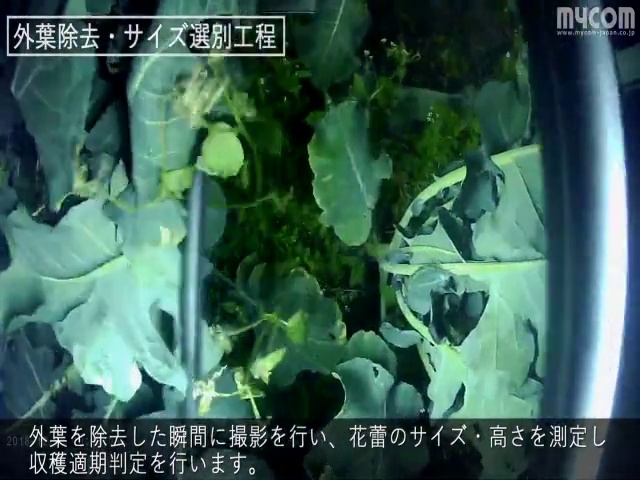 外葉除去・サイズ選別工程
mycom
www.mycom-japan.co.jp
2018
外葉を除去した瞬間に撮影を行い、花蕾のサイズ・高さを測定し
収穫適期判定を行います。